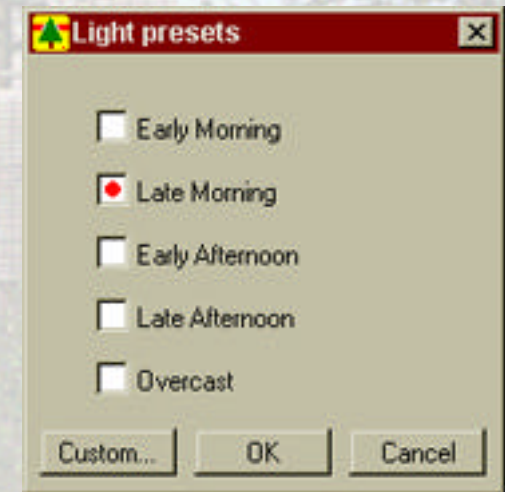 Light presets
Early Morning
Late Morning
Early Afternoon
Late Afternoon
Overcast
Custom... OK Cancel